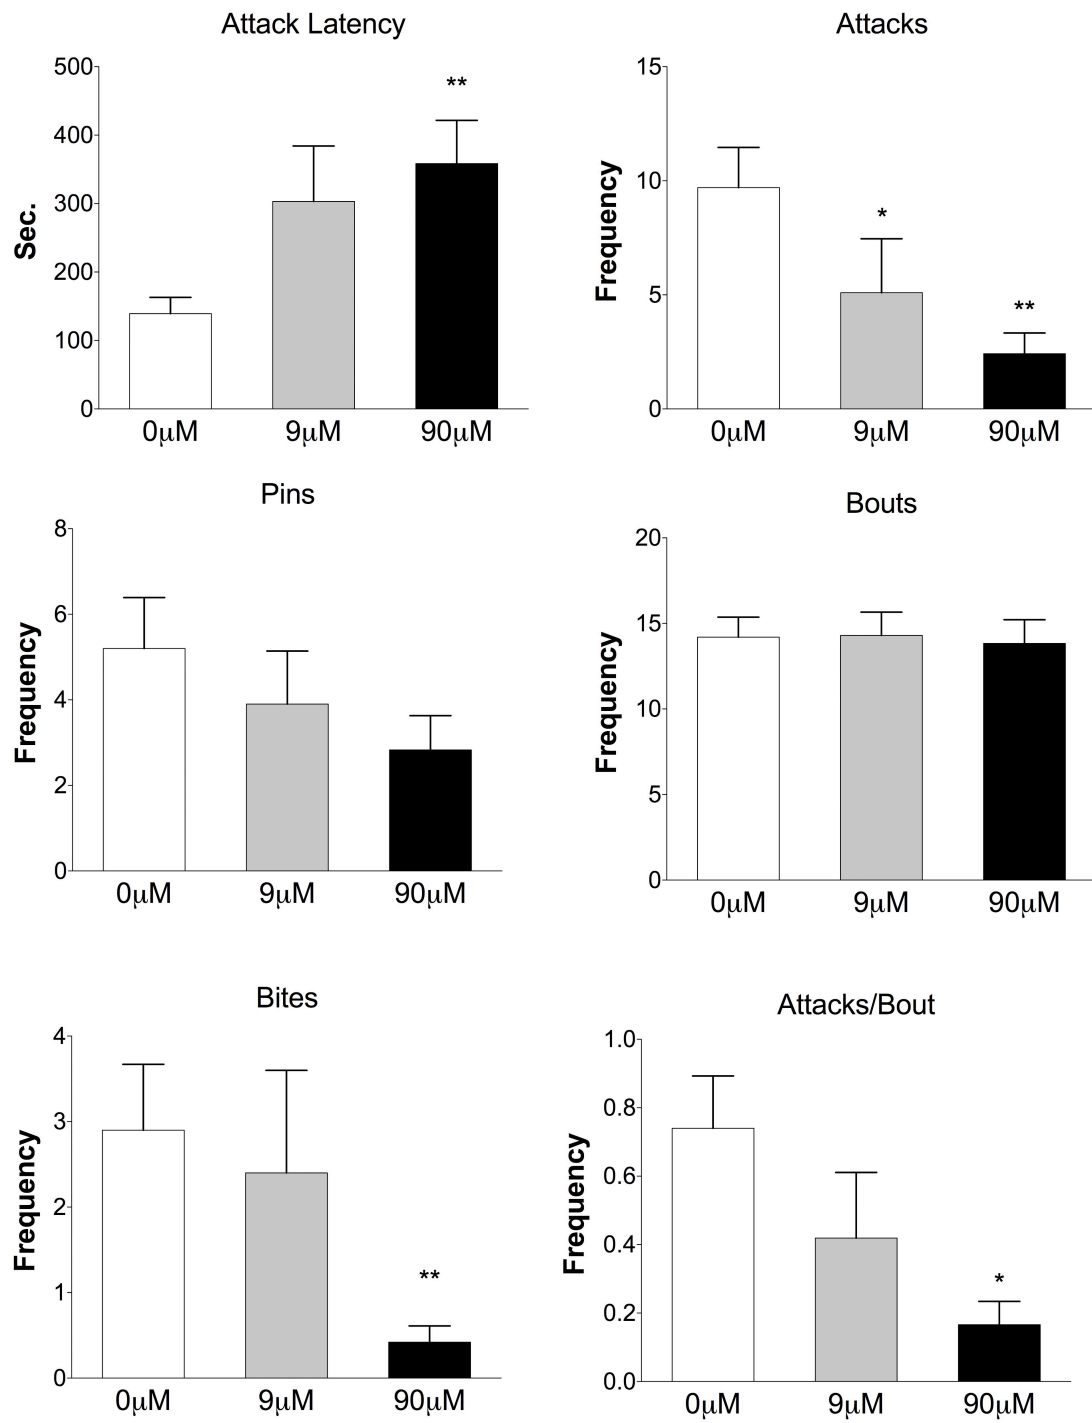 Attack Latency
500
400
300
200
100
0
Sec.
**
0μM 9μM 90μM
Attacks
15
10
5
0
Frequency
*
**
0μM 9μM 90μM
Pins
8
6
4
2
0
Frequency
0μM 9μM 90μM
Bouts
20
15
10
5
0
Frequency
0μM 9μM 90μM
Bites
4
3
2
1
0
Frequency
**
0μM 9μM 90μM
Attacks/Bout
1.0
0.8
0.6
0.4
0.2
0.0
Frequency
*
0μM 9μM 90μM